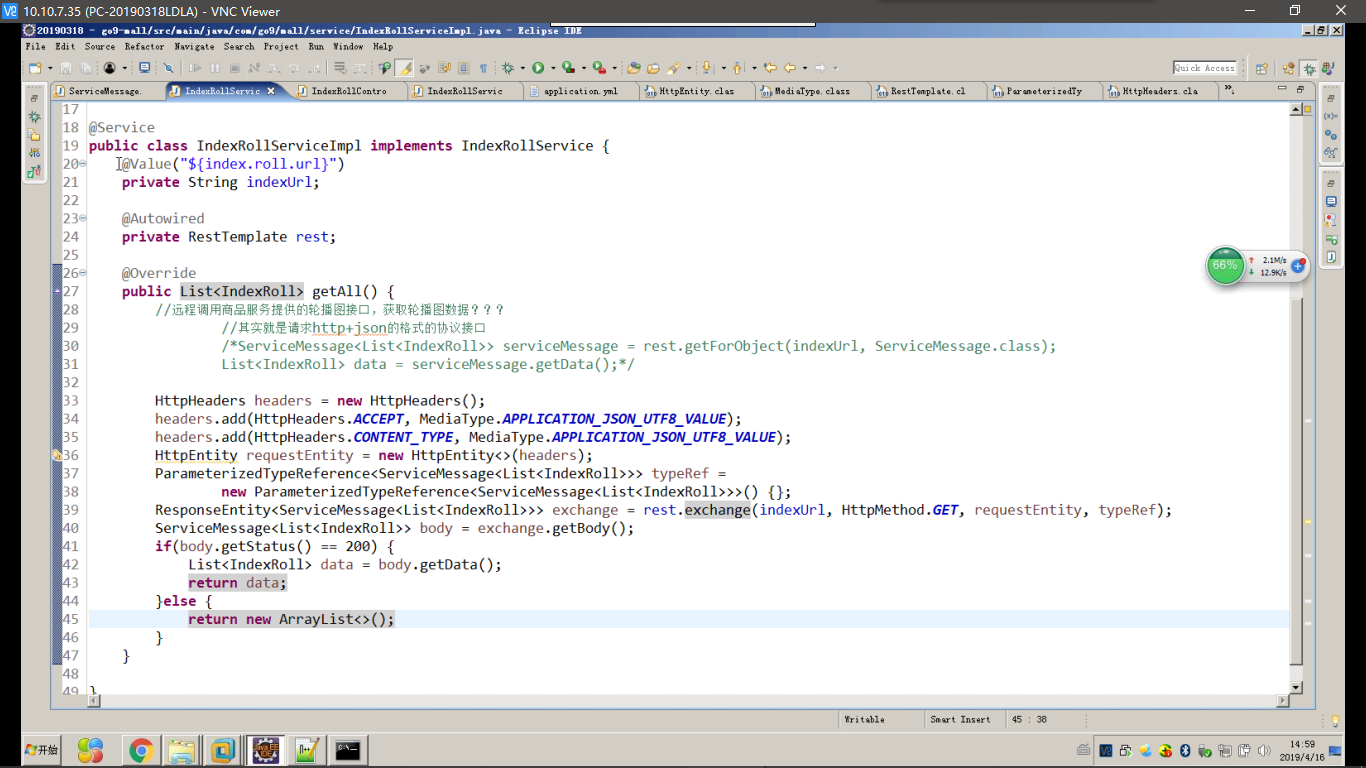 10.10.7.35 (PC-20190318LDLA) - VNC Viewer
20190318 - go9-mall/src/main/java/com/go9/mall/service/IndexRollServiceImpl.java - Eclipse IDE
File Edit Source Refactor Navigate Search Project Run Window Help
Quick Access
ServiceMessage. IndexRollServic IndexRollContro IndexRollServic application.yml HttpEntity.clas MediaType.class RestTemplate.cl ParameterizedTy HttpHeaders.cla
17
18 @Service
19 public class IndexRollServiceImpl implements IndexRollService {
20 @Value("${index.roll.url}")
21 private String indexUrl;
22
23 @Autowired
24 private RestTemplate rest;
25
26 @Override
27 public List<IndexRoll> getAll() {
28 //远程调用商品服务提供的轮播图接口，获取轮播图数据？？？
29 //其实就是请求http+json的格式的协议接口
30 /*ServiceMessage<List<IndexRoll>> serviceMessage = rest.getForObject(indexUrl, ServiceMessage.class);
31 List<IndexRoll> data = serviceMessage.getData();*/
32
33 HttpHeaders headers = new HttpHeaders();
34 headers.add(HttpHeaders.ACCEPT, MediaType.APPLICATION_JSON_UTF8_VALUE);
35 headers.add(HttpHeaders.CONTENT_TYPE, MediaType.APPLICATION_JSON_UTF8_VALUE);
36 HttpEntity requestEntity = new HttpEntity<>(headers);
37 ParameterizedTypeReference<ServiceMessage<List<IndexRoll>>> typeRef =
38 new ParameterizedTypeReference<ServiceMessage<List<IndexRoll>>>() {};
39 ResponseEntity<ServiceMessage<List<IndexRoll>>> exchange = rest.exchange(indexUrl, HttpMethod.GET, requestEntity, typeRef);
40 ServiceMessage<List<IndexRoll>> body = exchange.getBody();
41 if(body.getStatus() == 200) {
42 List<IndexRoll> data = body.getData();
43 return data;
44 }else {
45 return new ArrayList<>();
46 }
47 }
48
49 }
66% 2.1M/s
12.9K/s
Writable Smart Insert 45 : 38
开始
14:59
2019/4/16